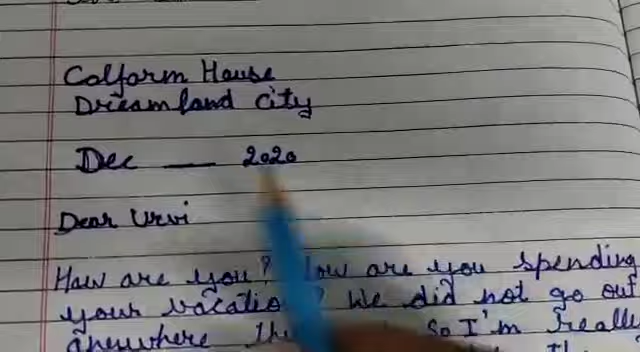 Colform House
Dreamland city
Dec — 2020
Dear Urvi
How are you? How are you spending
your vacation? We did not go out
anywhere so I'm really